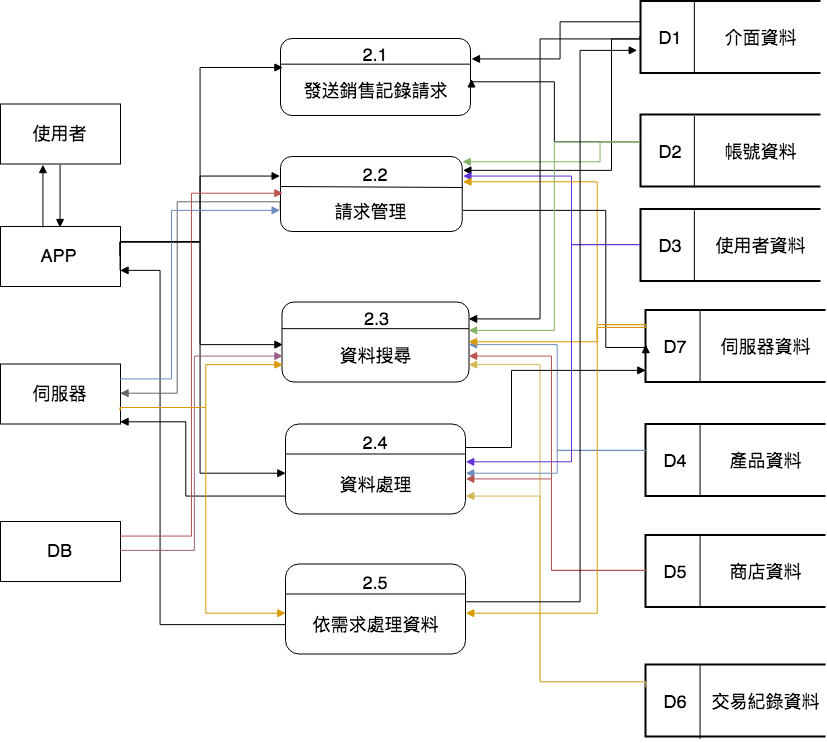 使用者
APP
伺服器
DB
2.1
發送銷售記錄請求
2.2
請求管理
2.3
資料搜尋
2.4
資料處理
2.5
依需求處理資料
D1 介面資料
D2 帳號資料
D3 使用者資料
D7 伺服器資料
D4 產品資料
D5 商店資料
D6 交易紀錄資料